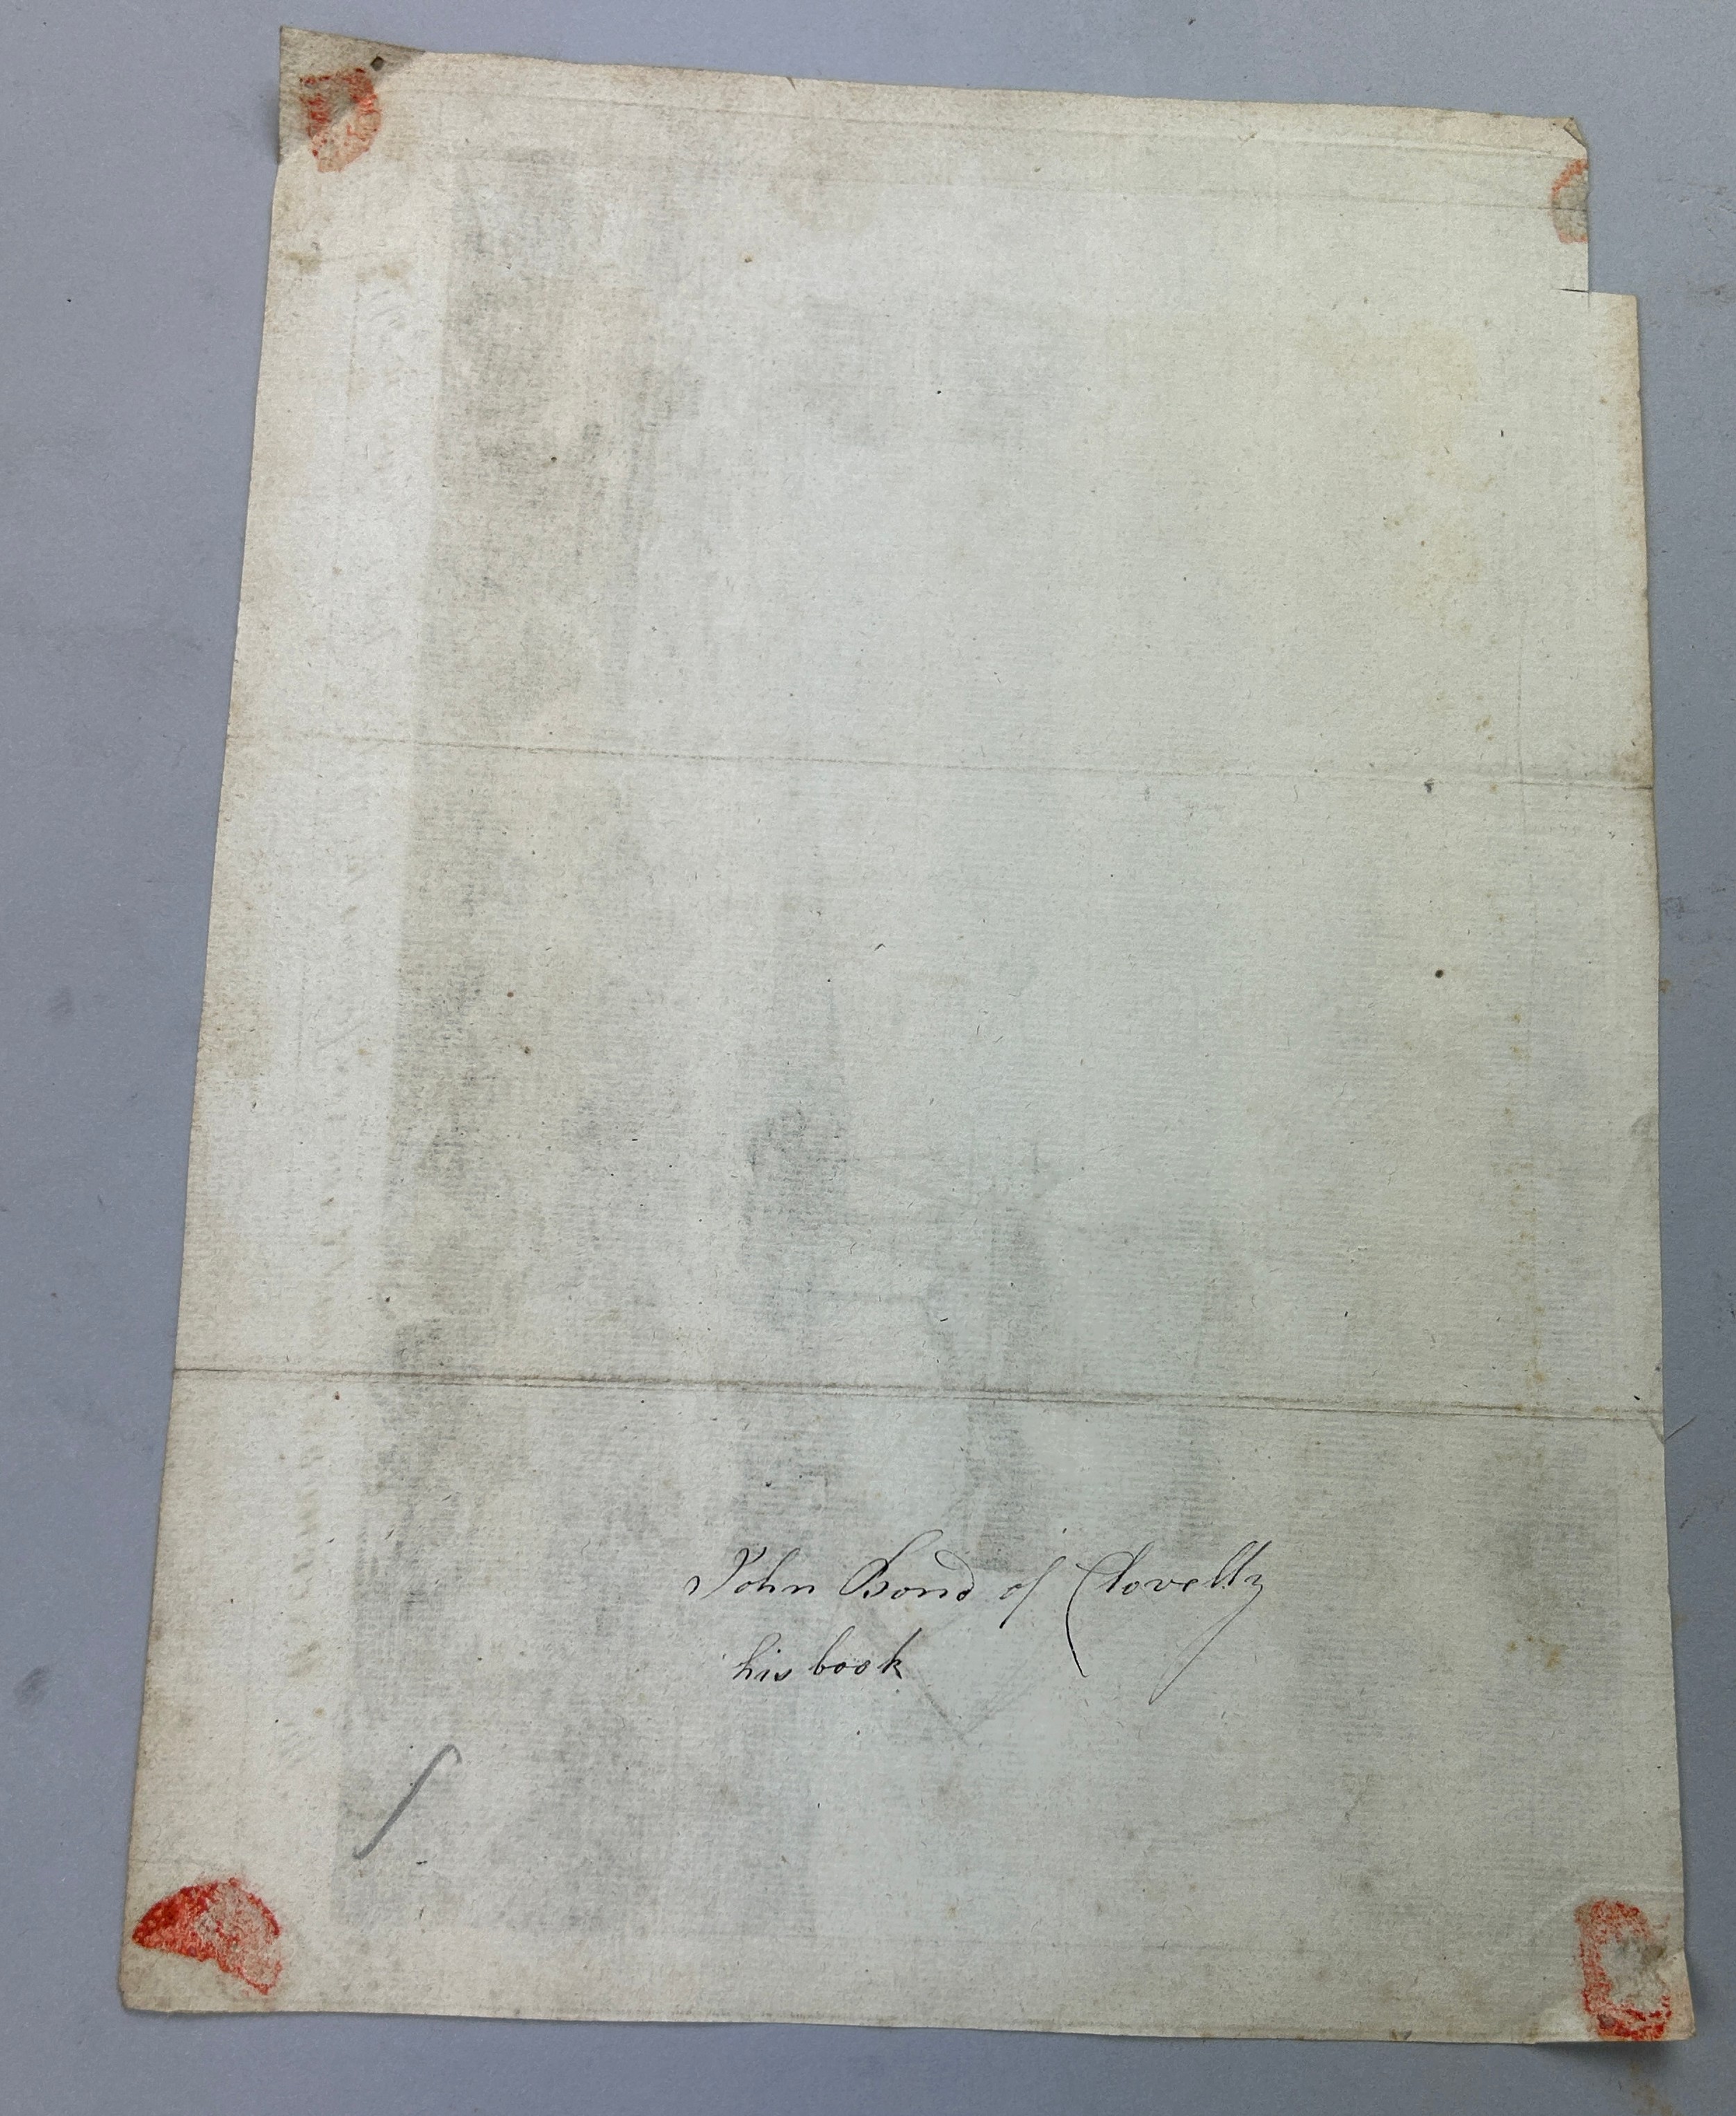 John Bond of Clovelly
his book